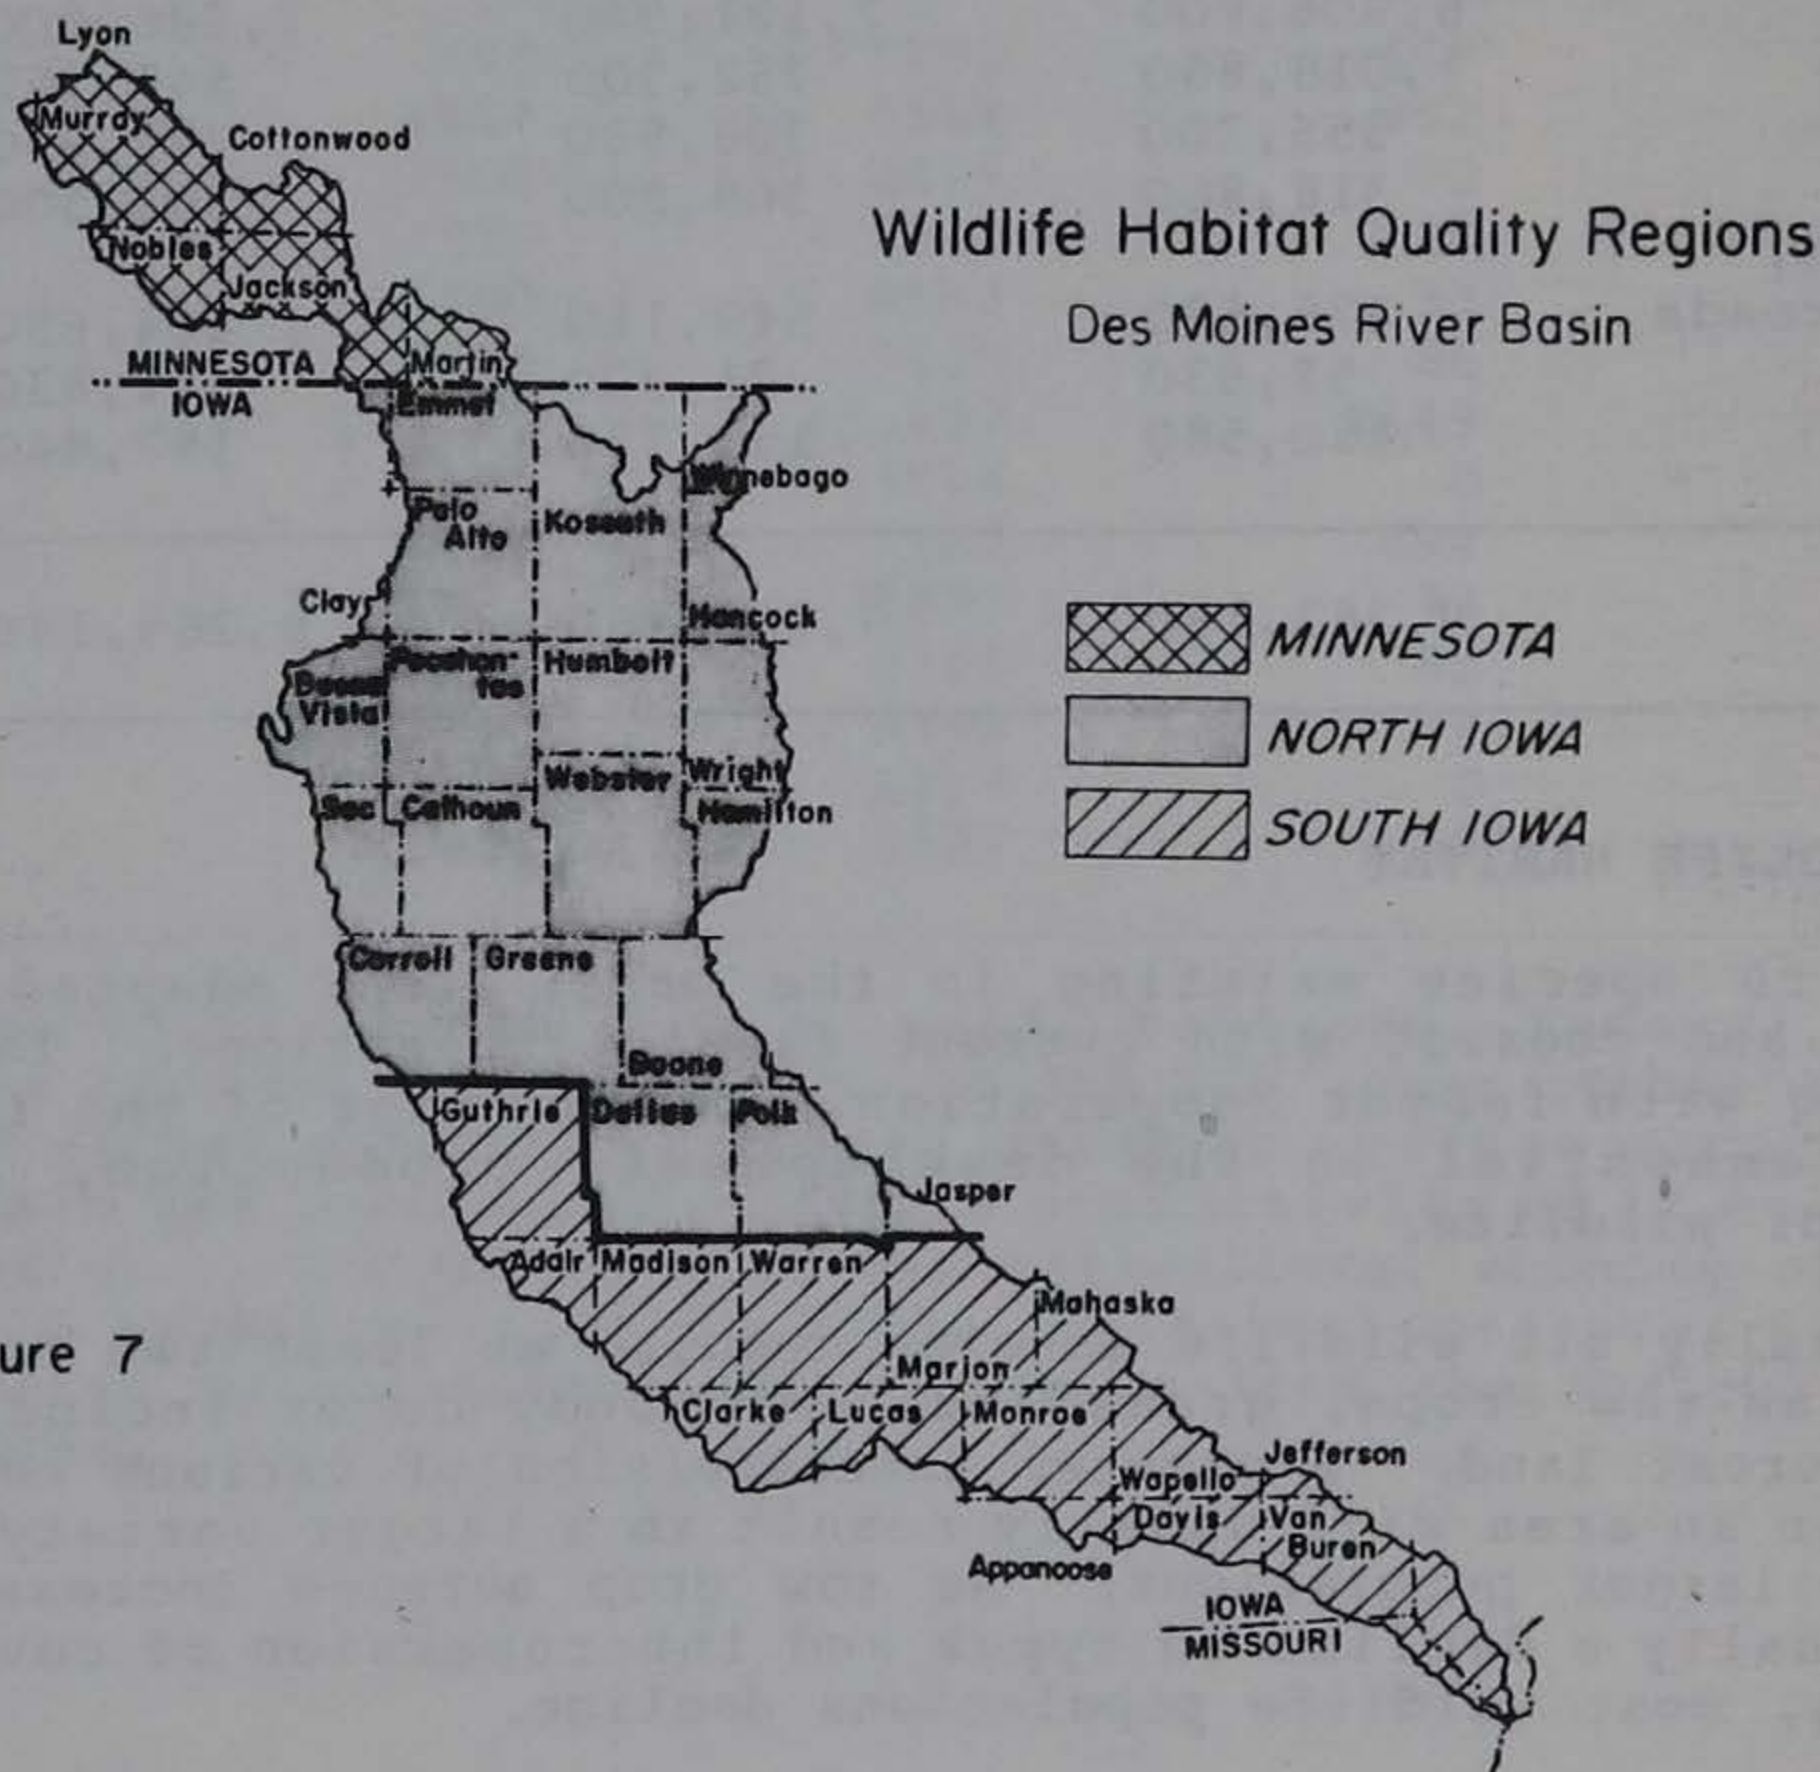 Lyon
Murray
Cottonwood
Nobles
Jackson
Wildlife Habitat Quality Regions
Des Moines River Basin
MINNESOTA
Martin
IOWA
Emmet
Winnebago
Palo
Alto
Kossuth
Clay
Hancock
MINNESOTA
Pocahon-
tas
Humbolt
Buena
Vista
NORTH IOWA
Webster
Wright
Sac
Calhoun
Hamilton
SOUTH IOWA
Carroll
Greene
Boone
Guthrie
Dallas
Polk
Jasper
Adair
Madison
Warren
Mahaska
ure 7
Marion
Clarke
Lucas
Monroe
Jefferson
Wapello
Davis
Van
Buren
Appanoose
IOWA
MISSOURI